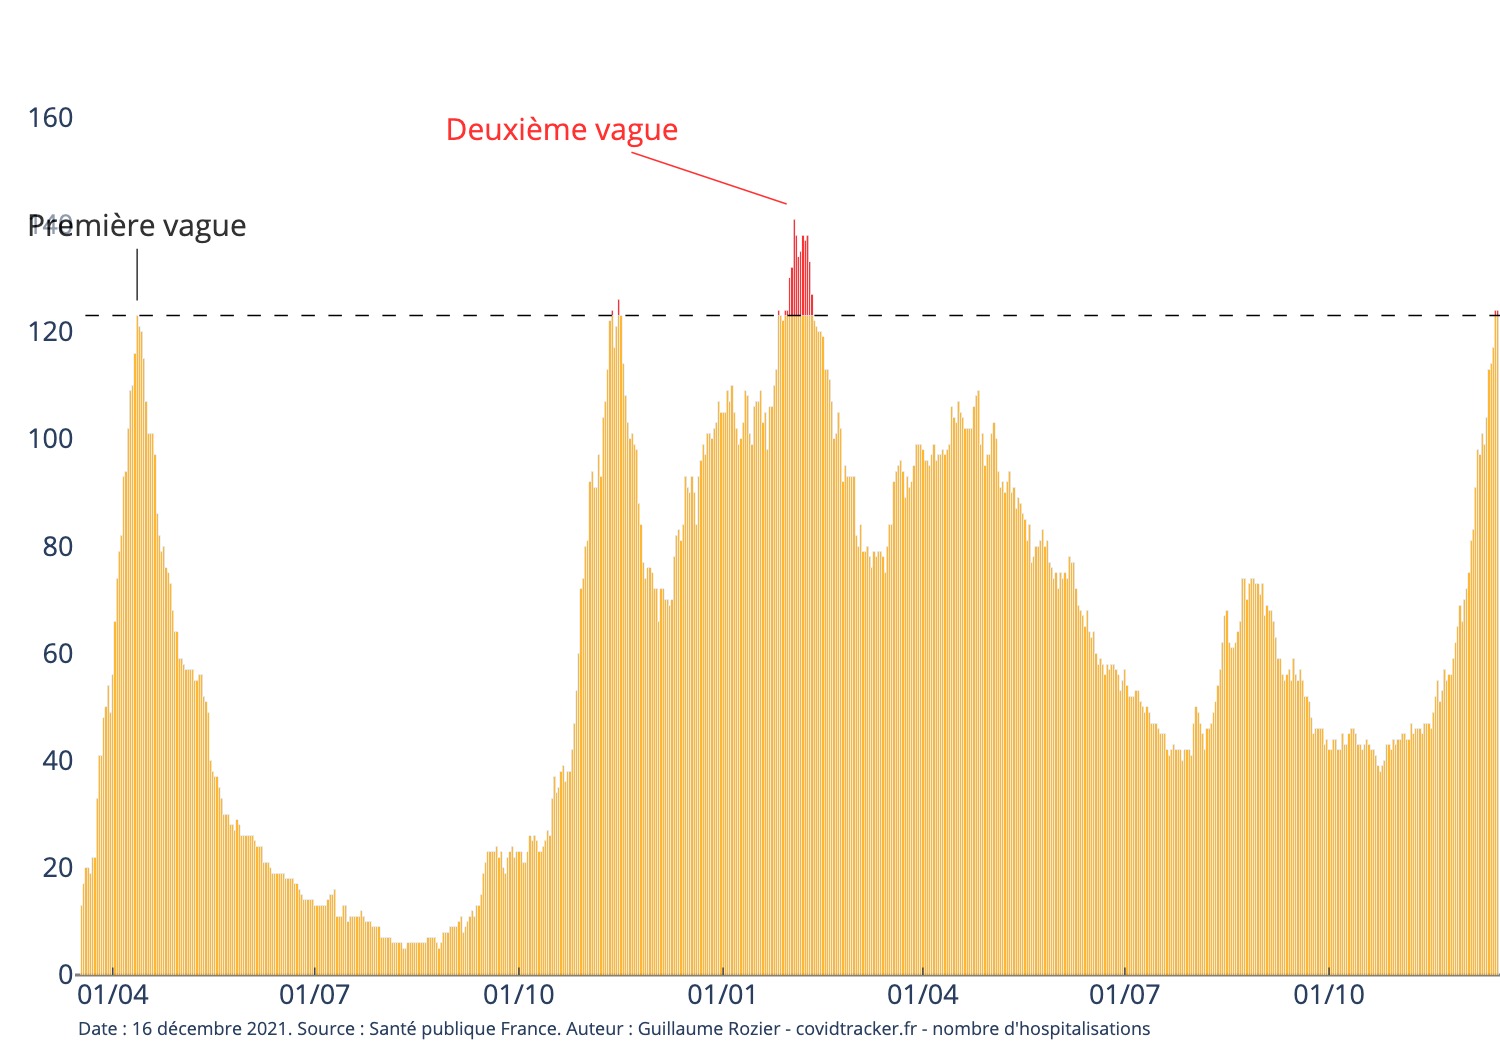 160
Deuxième vague
140
Première vague
120
100
80
60
40
20
0
01/04 01/07 01/10 01/01 01/04 01/07 01/10
Date : 16 décembre 2021. Source : Santé publique France. Auteur : Guillaume Rozier - covidtracker.fr - nombre d'hospitalisations